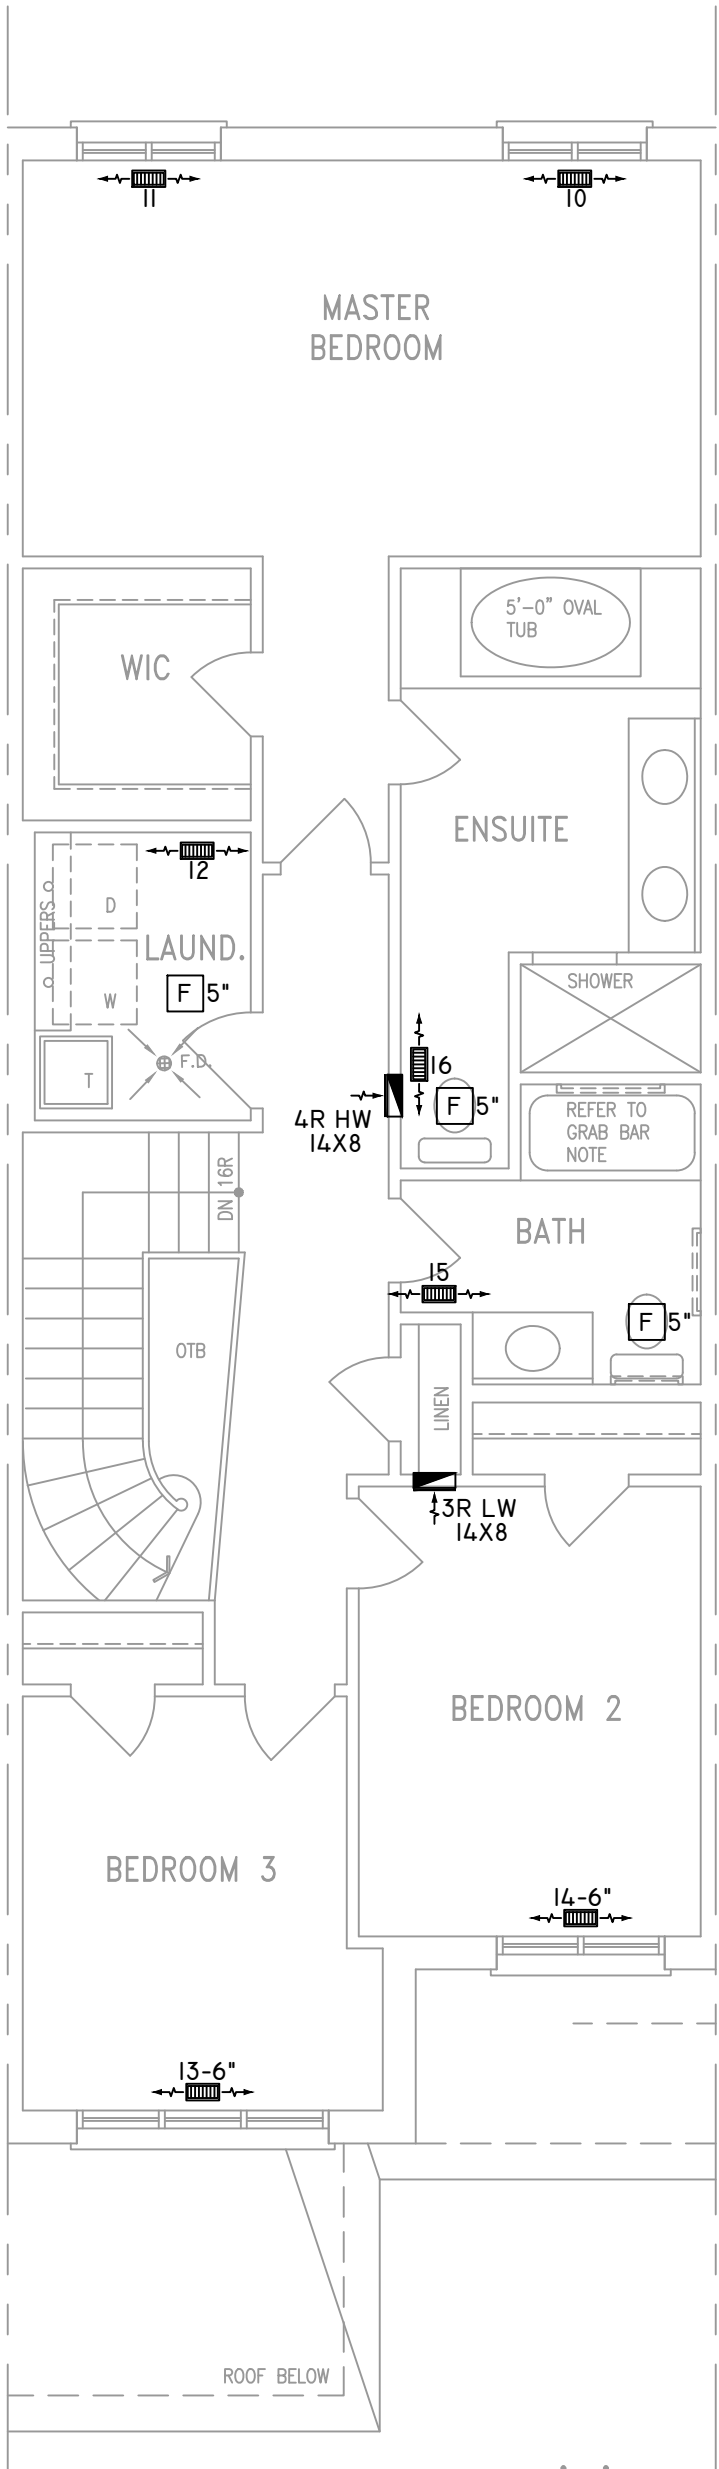 11
10
MASTER
BEDROOM
5'-0" OVAL
TUB
WIC
ENSUITE
12
UPPERS
D
LAUND.
W
F 5"
SHOWER
F.D.
T
16
F 5"
4R HW
14X8
REFER TO
GRAB BAR
NOTE
DN 16R
BATH
15
F 5"
OTB
LINEN
3R LW
14X8
BEDROOM 2
BEDROOM 3
14-6"
13-6"
ROOF BELOW